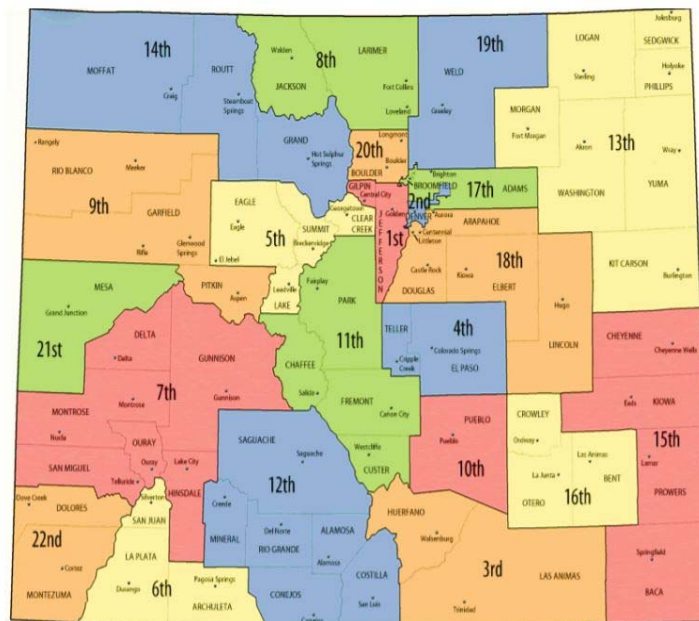 14th
MOFFAT
Craig
ROUTT
Steamboat
Springs
8th
Walden
JACKSON
LARIMER
Fort Collins
Loveland
19th
WELD
Greeley
LOGAN
Sterling
Julesburg
SEDGWICK
Holyoke
PHILLIPS
MORGAN
Fort Morgan
13th
Akron
WASHINGTON
Wray
YUMA
KIT CARSON
Burlington
GRAND
Hot Sulphur
Springs
20th
Longmont
Boulder
BOULDER
Rangely
RIO BLANCO
Meeker
9th
GARFIELD
Rifle
Glenwood
Springs
PITKIN
Aspen
EAGLE
Eagle
El Jebel
5th
SUMMIT
Breckenridge
Georgetown
CLEAR
CREEK
Leadville
LAKE
GILPIN
Central City
Golden
1st
JEFFERSON
Brighton
BROOMFIELD
17th
ADAMS
2nd
DENVER
Aurora
ARAPAHOE
Centennial
Littleton
18th
Castle Rock
DOUGLAS
Kiowa
ELBERT
Hugo
LINCOLN
MESA
Grand Junction
21st
DELTA
Delta
GUNNISON
Gunnison
7th
MONTROSE
Montrose
Nucla
OURAY
Ouray
SAN MIGUEL
Telluride
Lake City
HINSDALE
Fairplay
PARK
11th
CHAFFEE
Salida
FREMONT
Canon City
Westcliffe
CUSTER
TELLER
Cripple
Creek
4th
Colorado Springs
EL PASO
CHEYENNE
Cheyenne Wells
Eads
KIOWA
15th
Lamar
PROWERS
Springfield
BACA
PUEBLO
Pueblo
10th
CROWLEY
Ordway
La Junta
OTERO
Las Animas
BENT
16th
SAGUACHE
Saguache
12th
Creede
MINERAL
Del Norte
RIO GRANDE
ALAMOSA
Alamosa
CONEJOS
COSTILLA
San Luis
HUERFANO
Walsenburg
3rd
LAS ANIMAS
Trinidad
Dove Creek
DOLORES
22nd
Cortez
MONTEZUMA
Silverton
SAN JUAN
LA PLATA
Durango
6th
Pagosa Springs
ARCHULETA